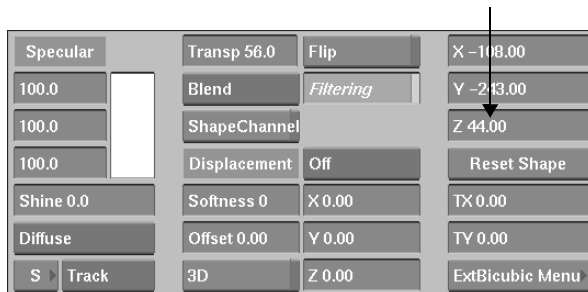 Specular Transp 56.0 Flip X -108.00
100.0 Blend Filtering Y -243.00
100.0 ShapeChannel Z 44.00
100.0 Displacement Off Reset Shape
Shine 0.0 Softness 0 X 0.00 TX 0.00
Diffuse Offset 0.00 Y 0.00 TY 0.00
S Track 3D Z 0.00 ExtBicubic Menu